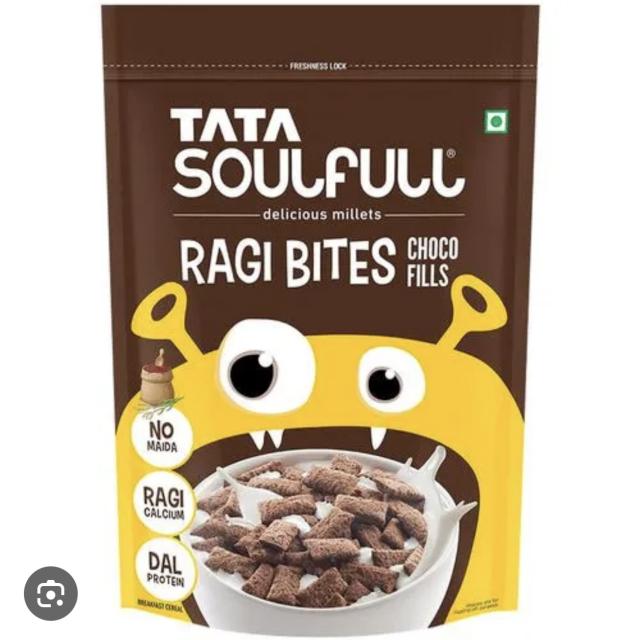 FRESHNESS LOCK
TATA
SOULFULL®
delicious millets
RAGI BITES CHOCO FILLS
NO
MAIDA
RAGI
CALCIUM
DAL
PROTEIN
BREAKFAST CEREAL